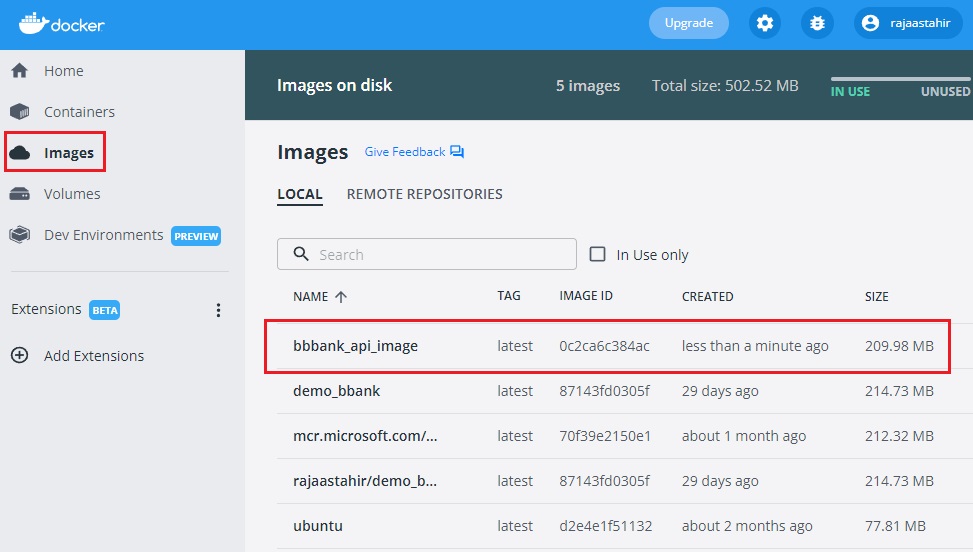 docker
Upgrade
rajaastahir
Home
Containers
Images
Volumes
Dev Environments PREVIEW
Extensions BETA
Add Extensions
Images on disk 5 images Total size: 502.52 MB IN USE UNUSED
Images Give Feedback
LOCAL REMOTE REPOSITORIES
Search In Use only
NAME TAG IMAGE ID CREATED SIZE
bbbank_api_image latest 0c2ca6c384ac less than a minute ago 209.98 MB
demo_bbank latest 87143fd0305f 29 days ago 214.73 MB
mcr.microsoft.com/... latest 70f39e2150e1 about 1 month ago 212.32 MB
rajaastahir/demo_b... latest 87143fd0305f 29 days ago 214.73 MB
ubuntu latest d2e4e1f51132 about 2 months ago 77.81 MB